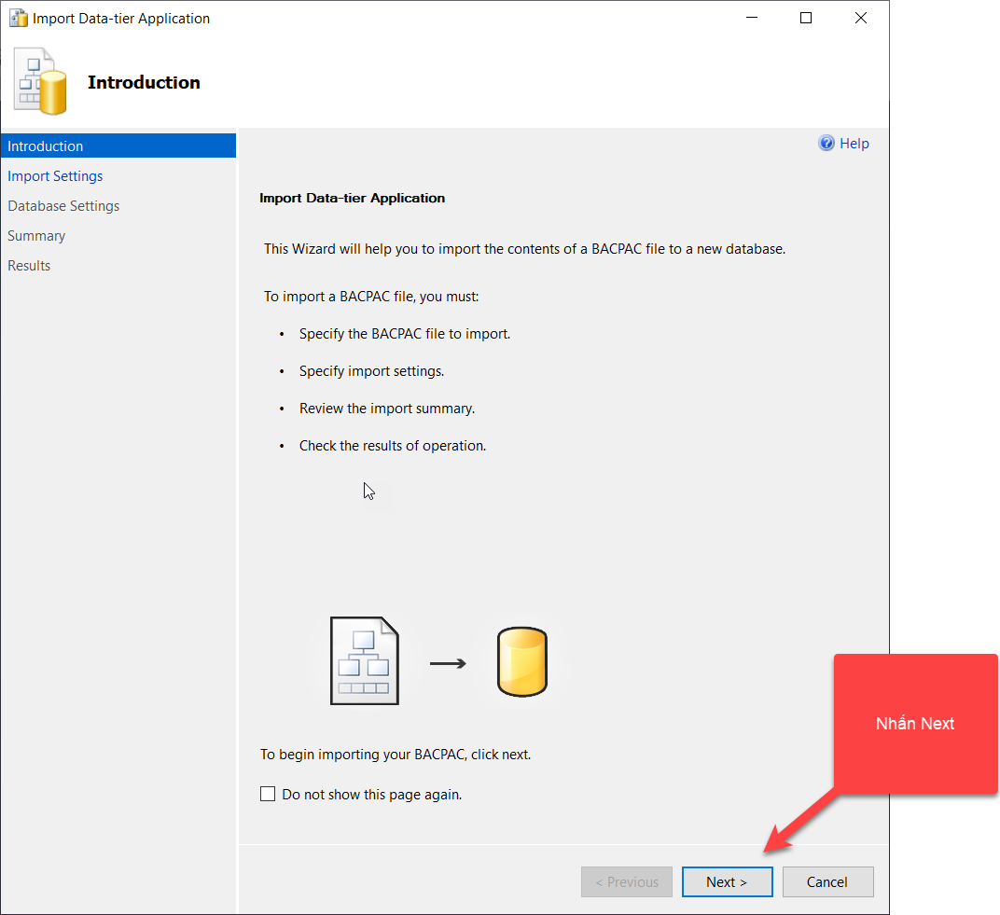 Import Data-tier Application
Introduction
Introduction
Import Settings
Database Settings
Summary
Results
Help
Import Data-tier Application
This Wizard will help you to import the contents of a BACPAC file to a new database.
To import a BACPAC file, you must:
• Specify the BACPAC file to import.
• Specify import settings.
• Review the import summary.
• Check the results of operation.
Nhấn Next
To begin importing your BACPAC, click next.
Do not show this page again.
< Previous
Next >
Cancel